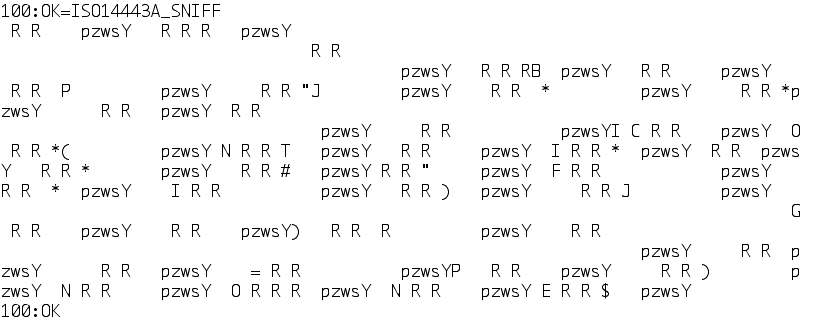 100:OK=ISO14443A_SNIFF
R R pzwsY R R R pzwsY
R R
pzwsY R R RB pzwsY R R pzwsY
R R P pzwsY R R "J pzwsY R R * pzwsY R R *p
zwsY R R pzwsY R R
pzwsY R R pzwsYI C R R pzwsY O
R R *( pzwsY N R R T pzwsY R R pzwsY I R R * pzwsY R R pzws
Y R R * pzwsY R R # pzwsY R R " pzwsY F R R pzwsY
R R * pzwsY I R R pzwsY R R ) pzwsY R R J pzwsY
G
R R pzwsY R R pzwsY) R R R pzwsY R R
pzwsY R R p
zwsY R R pzwsY = R R pzwsYP R R pzwsY R R ) p
zwsY N R R pzwsY O R R R pzwsY N R R pzwsY E R R $ pzwsY
100:OK